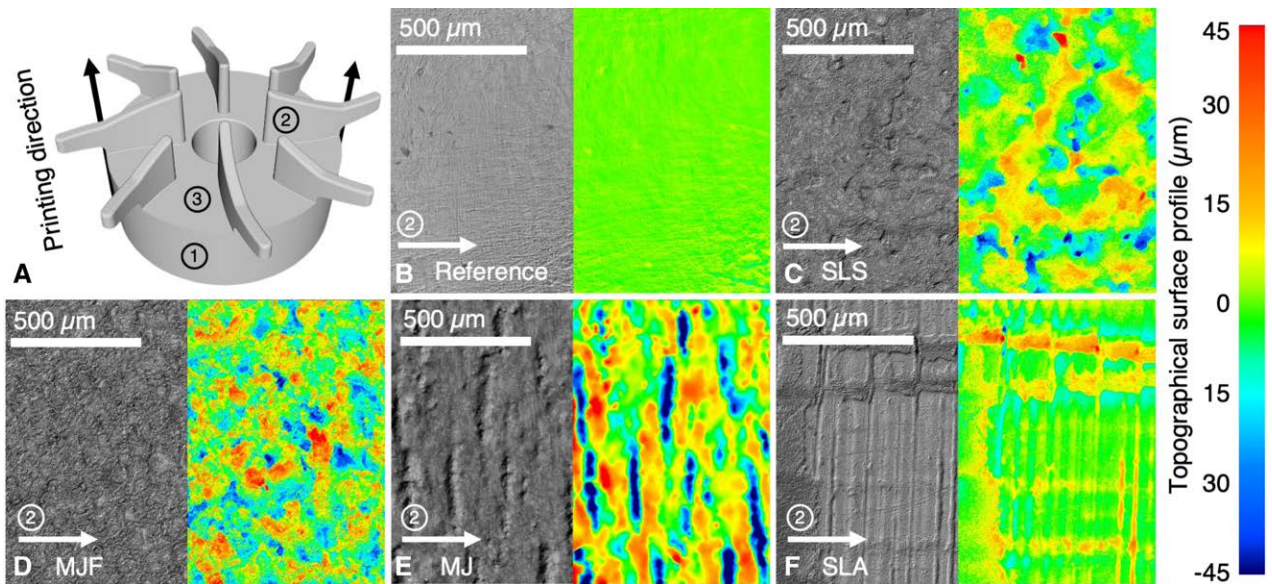 Printing direction
②
③
①
A
500 µm
②
B Reference
500 µm
②
C SLS
500 µm
②
D MJF
500 µm
②
E MJ
500 µm
②
F SLA
45
30
15
0
15
30
-45
Topographical surface profile (µm)